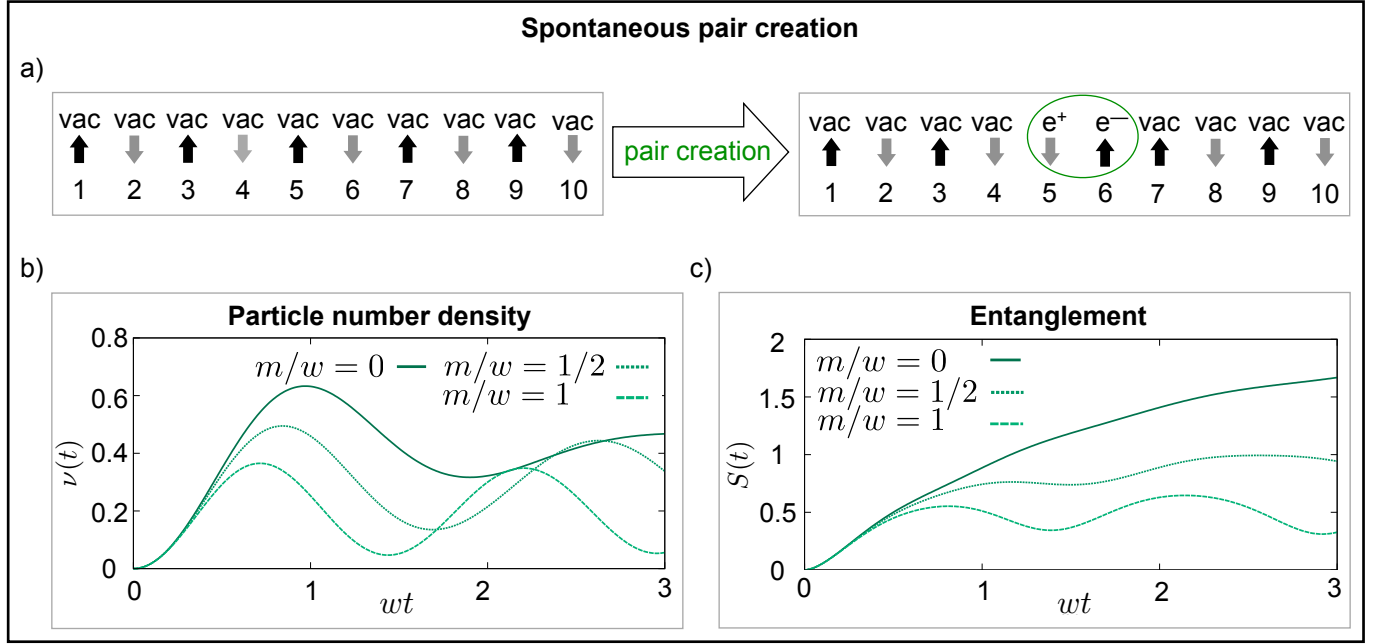 Spontaneous pair creation
a)
vac vac vac vac vac vac vac vac vac vac
1 2 3 4 5 6 7 8 9 10
pair creation
vac vac vac vac e⁺ e⁻ vac vac vac vac
1 2 3 4 5 6 7 8 9 10
b)
Particle number density
0.8
0.6
0.4
0.2
0
ν(t)
m/w = 0
m/w = 1/2
m/w = 1
0 1 2 3
wt
c)
Entanglement
2
1.5
1
0.5
0
S(t)
m/w = 0
m/w = 1/2
m/w = 1
0 1 2 3
wt